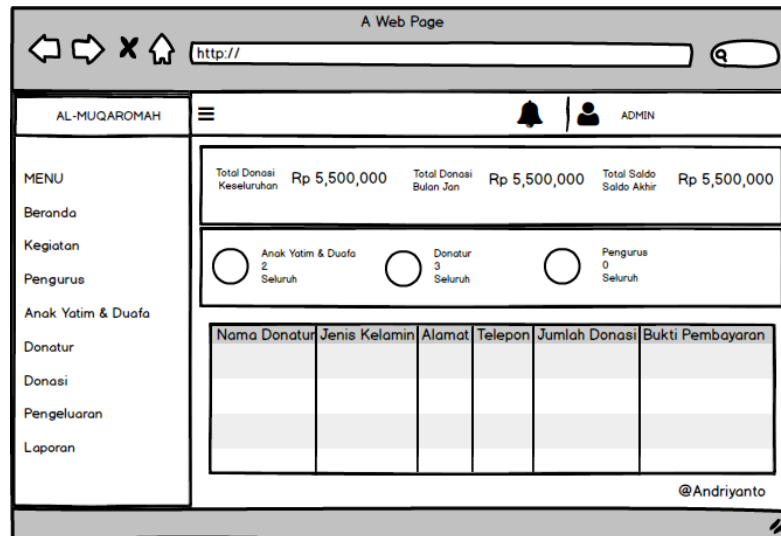 A Web Page
http://
AL-MUQAROMAH
ADMIN
MENU
Beranda
Kegiatan
Pengurus
Anak Yatim & Duafa
Donatur
Donasi
Pengeluaran
Laporan
Total Donasi
Keseluruhan
Rp 5,500,000
Total Donasi
Bulan Jan
Rp 5,500,000
Total Saldo
Saldo Akhir
Rp 5,500,000
Anak Yatim & Duafa
2
Seluruh
Donatur
3
Seluruh
Pengurus
0
Seluruh
Nama Donatur Jenis Kelamin Alamat Telepon Jumlah Donasi Bukti Pembayaran
@Andriyanto